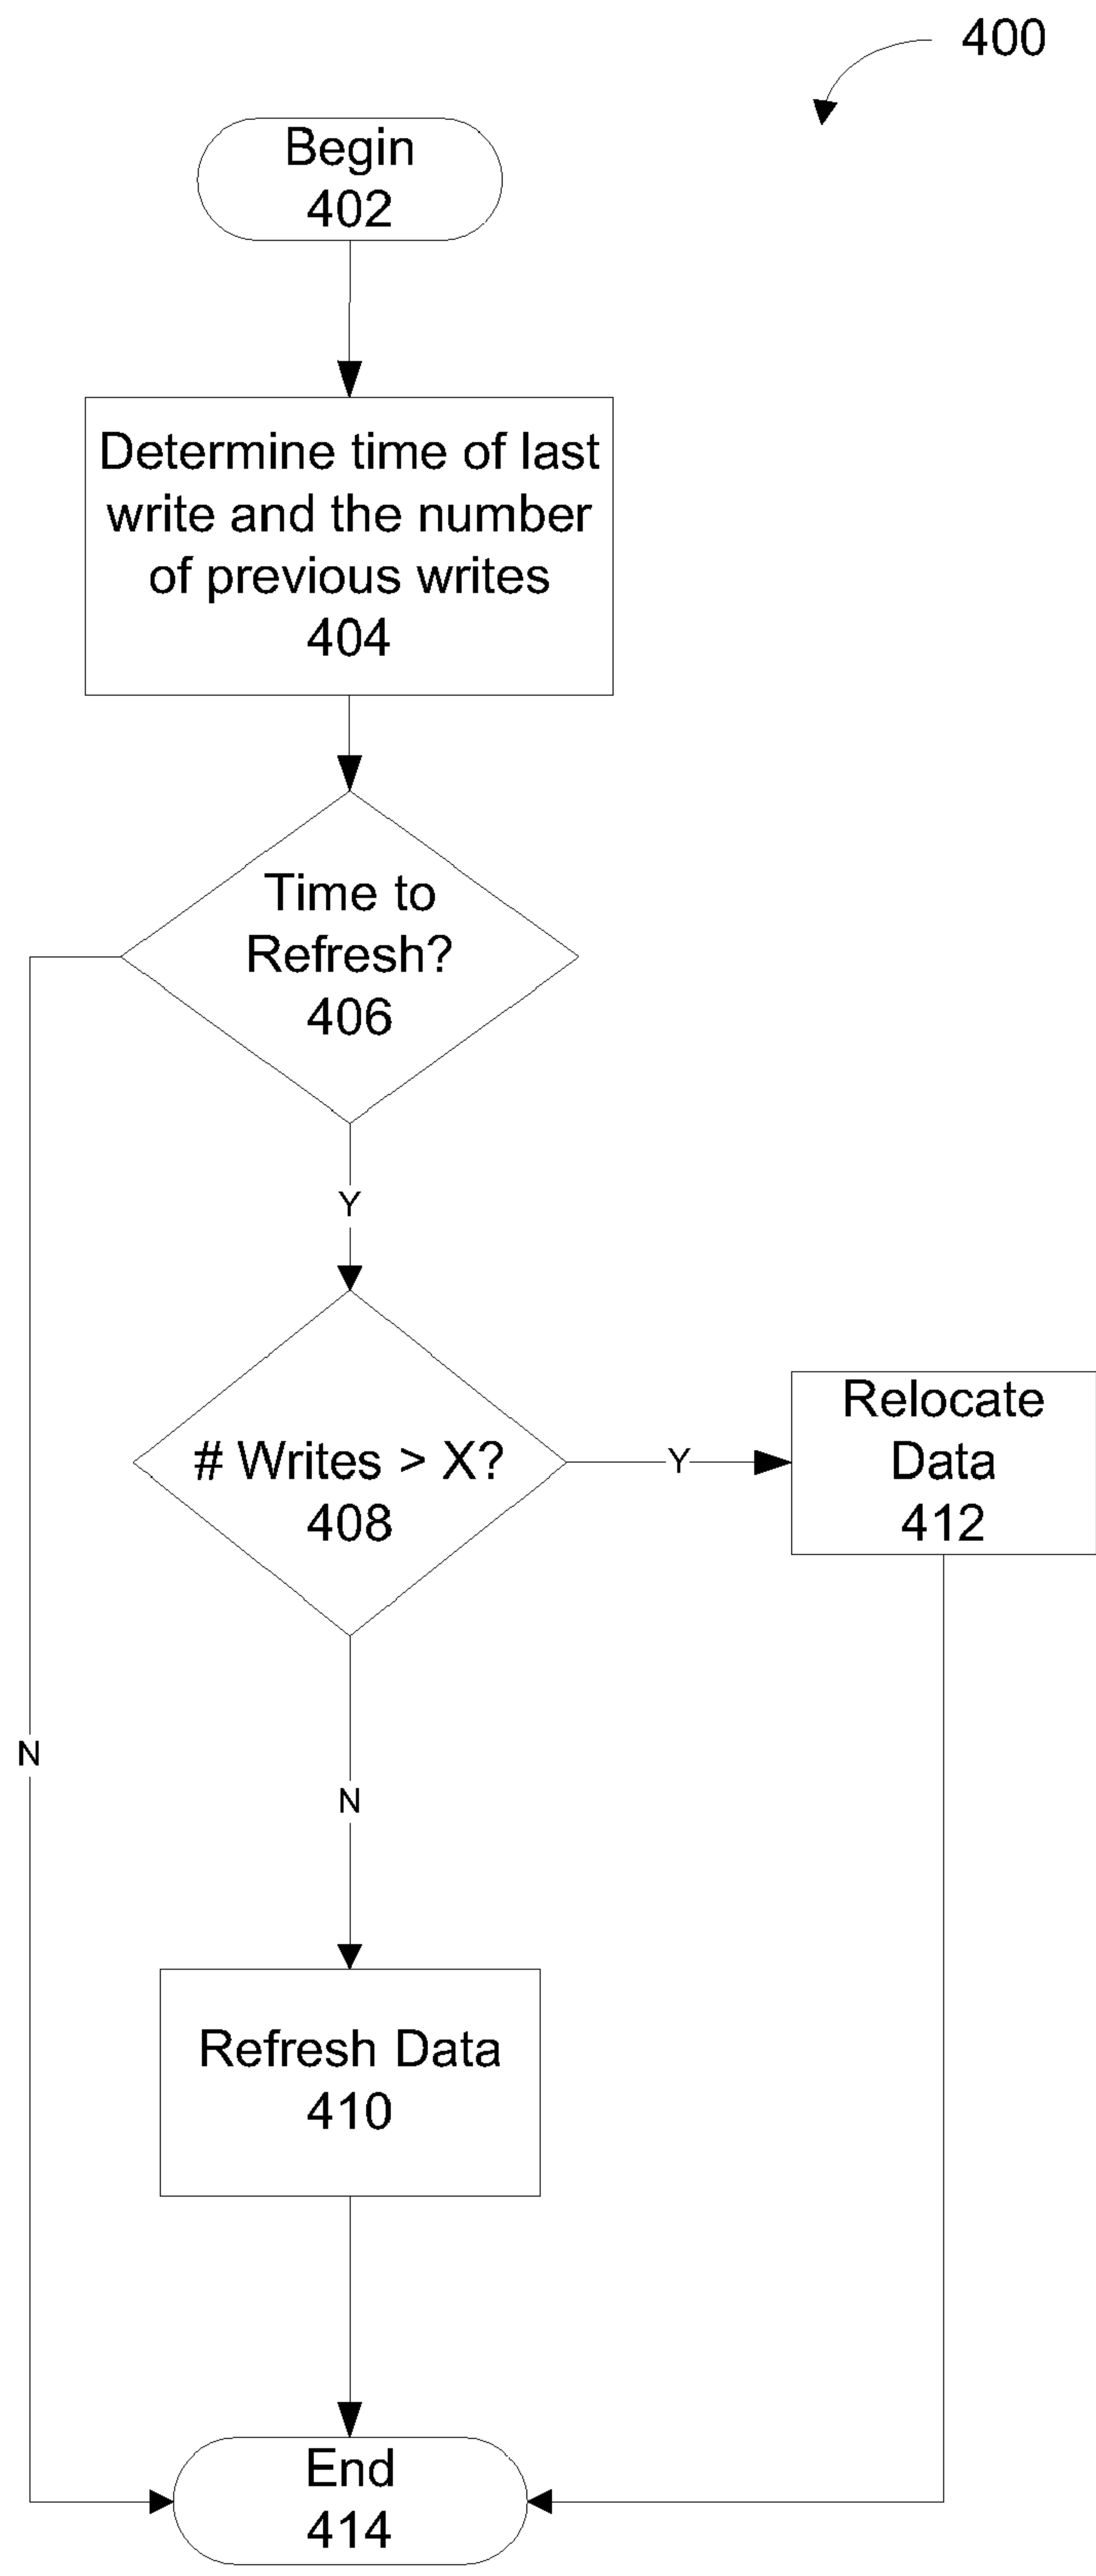 400
Begin
402
Determine time of last
write and the number
of previous writes
404
Time to
Refresh?
406
Y
# Writes > X?
408
Y
Relocate
Data
412
N
N
Refresh Data
410
End
414